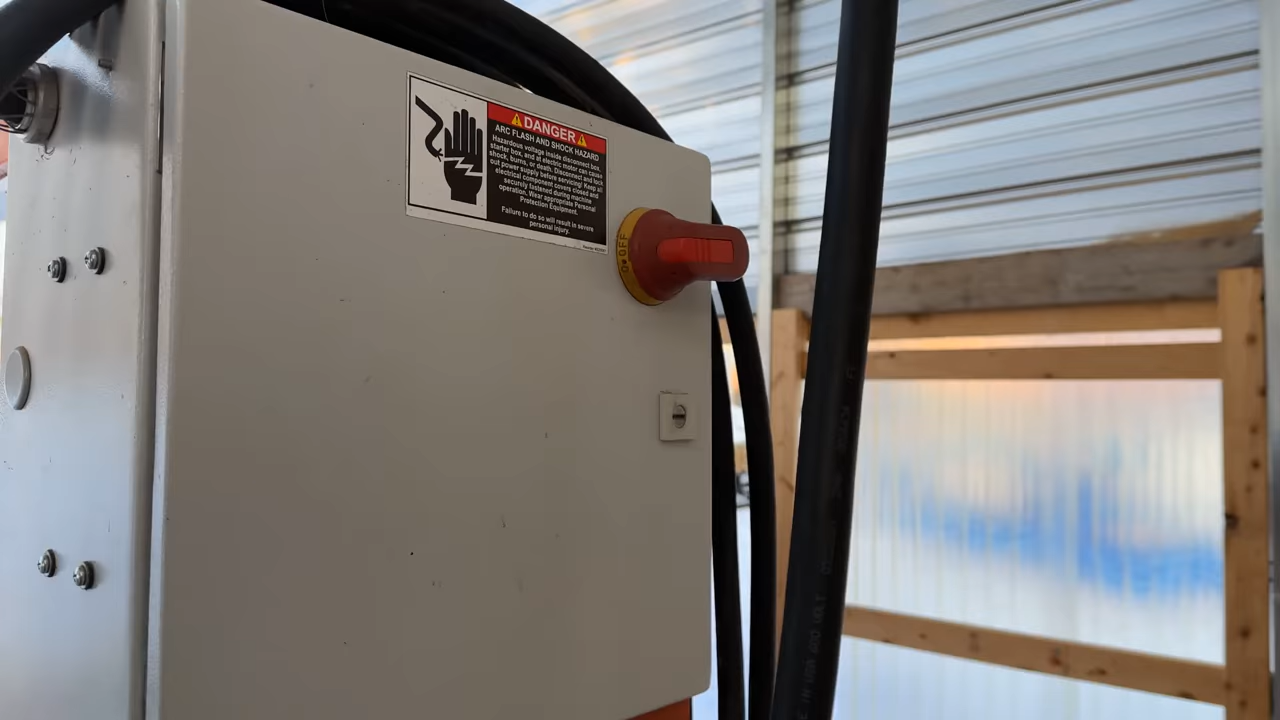 DANGER
ARC FLASH AND SHOCK HAZARD
Hazardous voltage inside disconnect box,
starter box, and at electric motor can cause
shock, burns, or death. Disconnect and lock
out power supply before servicing! Keep all
electrical component covers closed and
securely fastened during machine
operation. Wear appropriate Personal
Protection Equipment.
Failure to do so will result in severe
personal injury.
O OFF